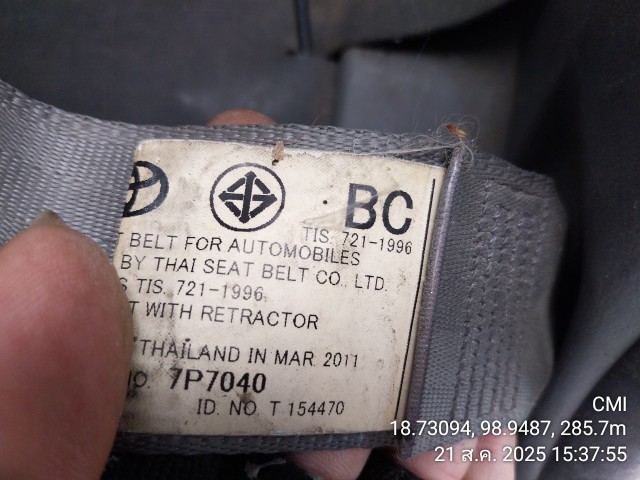 BC
TIS. 721-1996
T BELT FOR AUTOMOBILES
BY THAI SEAT BELT CO., LTD.
S TIS. 721-1996
T WITH RETRACTOR
THAILAND IN MAR. 2011
NO. 7P7040
ID. NO. T 154470
CMI
18.73094, 98.9487, 285.7m
21 ส.ค. 2025 15:37:55